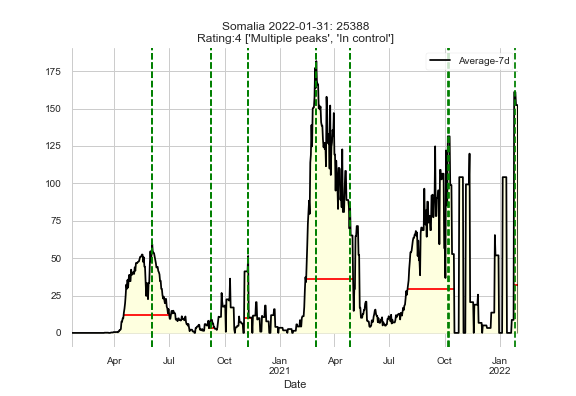 Somalia 2022-01-31: 25388
Rating:4 ['Multiple peaks', 'In control']
Average-7d
175
150
125
100
75
50
25
0
Apr Jul Oct Jan Apr Jul Oct Jan
2021 2022
Date